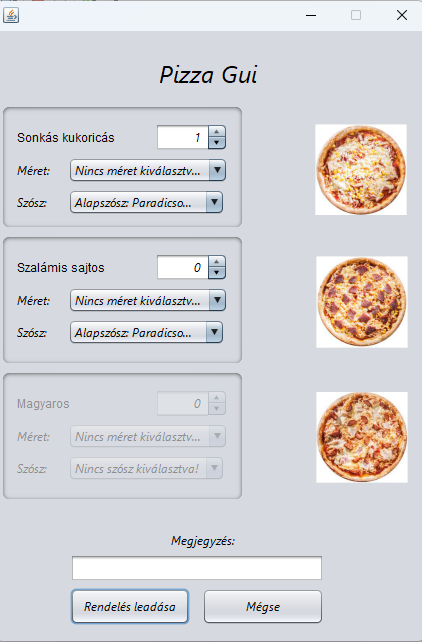 Pizza Gui
Sonkás kukoricás 1
Méret: Nincs méret kiválasztv...
Szósz: Alapszósz: Paradicso...
Szalámis sajtos 0
Méret: Nincs méret kiválasztv...
Szósz: Alapszósz: Paradicso...
Magyaros 0
Méret: Nincs méret kiválasztv...
Szósz: Nincs szósz kiválasztva!
Megjegyzés:
Rendelés leadása Mégse